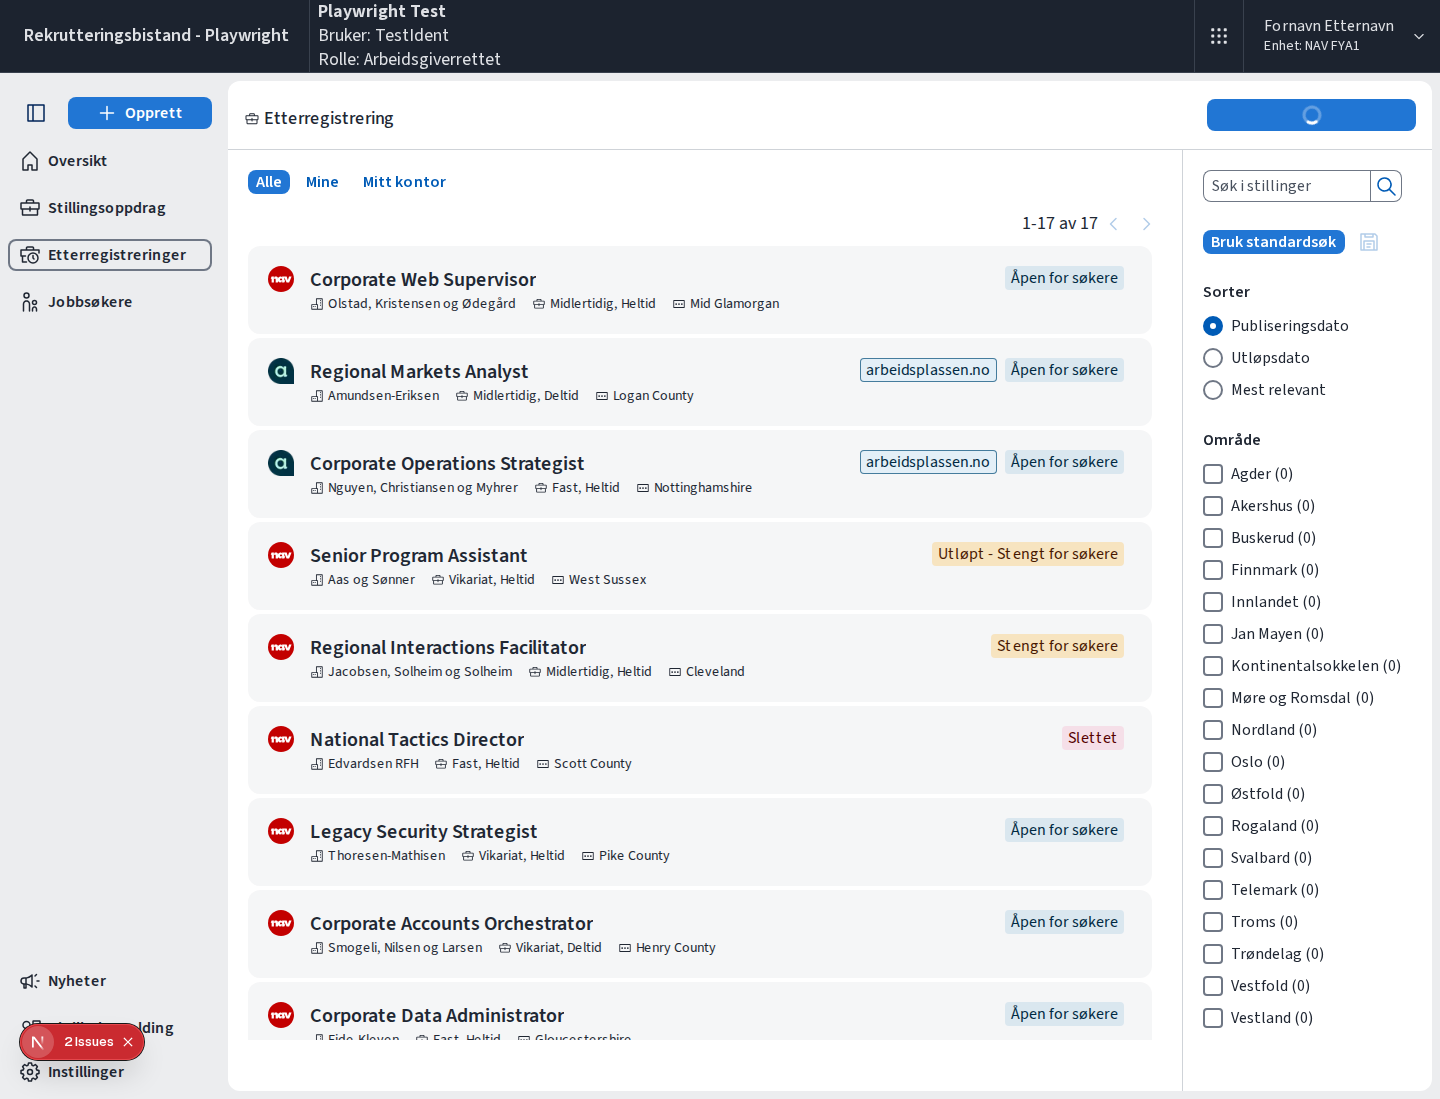 Rekrutteringsbistand - Playwright
Playwright Test
Bruker: TestIdent
Rolle: Arbeidsgiverrettet
Fornavn Etternavn
Enhet: NAV FYA1
Opprett
Oversikt
Stillingsoppdrag
Etterregistreringer
Jobbsøkere
Nyheter
lding
2 Issues
Instillinger
Etterregistrering
Alle
Mine
Mitt kontor
1-17 av 17
nav
Corporate Web Supervisor
Åpen for søkere
Olstad, Kristensen og Ødegård
Midlertidig, Heltid
Mid Glamorgan
a
Regional Markets Analyst
arbeidsplassen.no
Åpen for søkere
Amundsen-Eriksen
Midlertidig, Deltid
Logan County
a
Corporate Operations Strategist
arbeidsplassen.no
Åpen for søkere
Nguyen, Christiansen og Myhrer
Fast, Heltid
Nottinghamshire
nav
Senior Program Assistant
Utløpt - Stengt for søkere
Aas og Sønner
Vikariat, Heltid
West Sussex
nav
Regional Interactions Facilitator
Stengt for søkere
Jacobsen, Solheim og Solheim
Midlertidig, Heltid
Cleveland
nav
National Tactics Director
Slettet
Edvardsen RFH
Fast, Heltid
Scott County
nav
Legacy Security Strategist
Åpen for søkere
Thoresen-Mathisen
Vikariat, Heltid
Pike County
nav
Corporate Accounts Orchestrator
Åpen for søkere
Smogeli, Nilsen og Larsen
Vikariat, Deltid
Henry County
nav
Corporate Data Administrator
Åpen for søkere
Eide-Kleven
Fast, Heltid
Gloucestershire
Søk i stillinger
Bruk standardsøk
Sorter
Publiseringsdato
Utløpsdato
Mest relevant
Område
Agder (0)
Akershus (0)
Buskerud (0)
Finnmark (0)
Innlandet (0)
Jan Mayen (0)
Kontinentalsokkelen (0)
Møre og Romsdal (0)
Nordland (0)
Oslo (0)
Østfold (0)
Rogaland (0)
Svalbard (0)
Telemark (0)
Troms (0)
Trøndelag (0)
Vestfold (0)
Vestland (0)